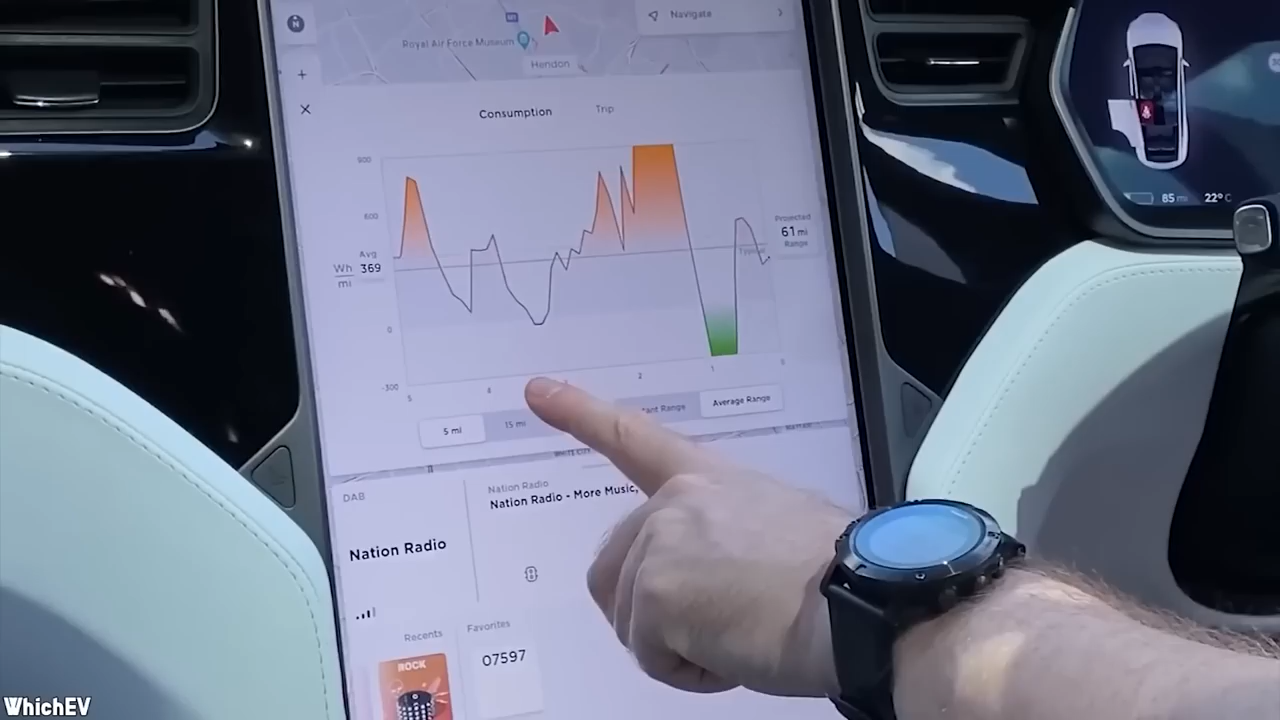 N
Royal Air Force Museum
Hendon
Navigate
+
Consumption
Trip
900
600
Avg
Wh
mi
369
0
-300
5
4
2
1
0
Typical
Projected
61 mi
Range
5 mi
15 mi
tant Range
Average Range
DAB
Nation Radio
Nation Radio
Nation Radio - More Music,
Recents
Favorites
ROCK
07597
85 mi
22°C
WhichEV